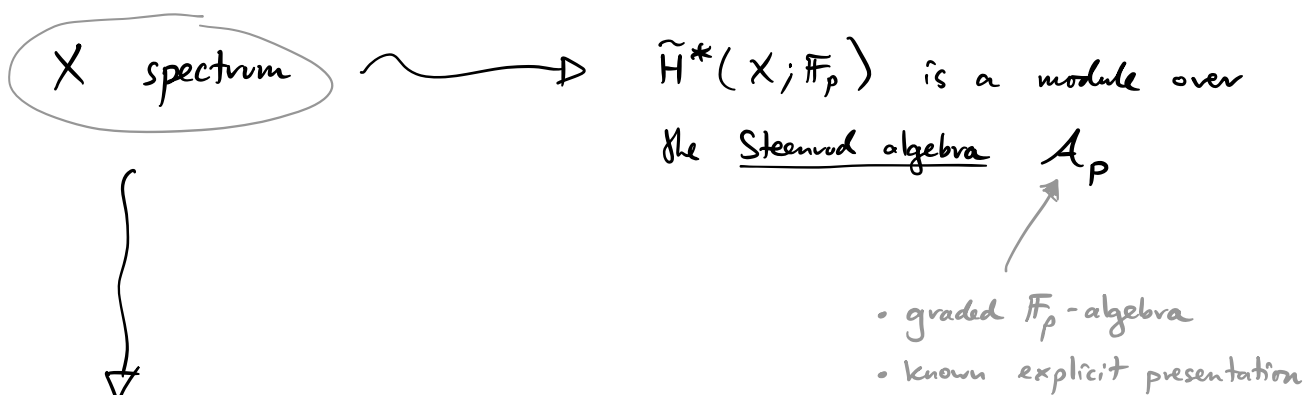 X spectrum
H̃*(X; 𝔽ₚ) is a module over
the Steenrod algebra 𝒜ₚ
• graded 𝔽ₚ-algebra
• known explicit presentation